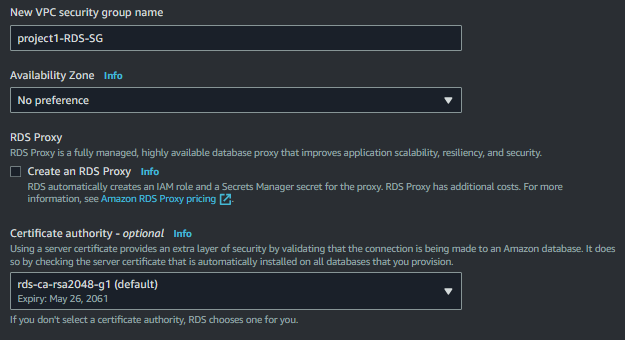 New VPC security group name
project1-RDS-SG
Availability Zone Info
No preference
RDS Proxy
RDS Proxy is a fully managed, highly available database proxy that improves application scalability, resiliency, and security.
Create an RDS Proxy Info
RDS automatically creates an IAM role and a Secrets Manager secret for the proxy. RDS Proxy has additional costs. For more
information, see Amazon RDS Proxy pricing.
Certificate authority - optional Info
Using a server certificate provides an extra layer of security by validating that the connection is being made to an Amazon database. It does
so by checking the server certificate that is automatically installed on all databases that you provision.
rds-ca-rsa2048-g1 (default)
Expiry: May 26, 2061
If you don't select a certificate authority, RDS chooses one for you.